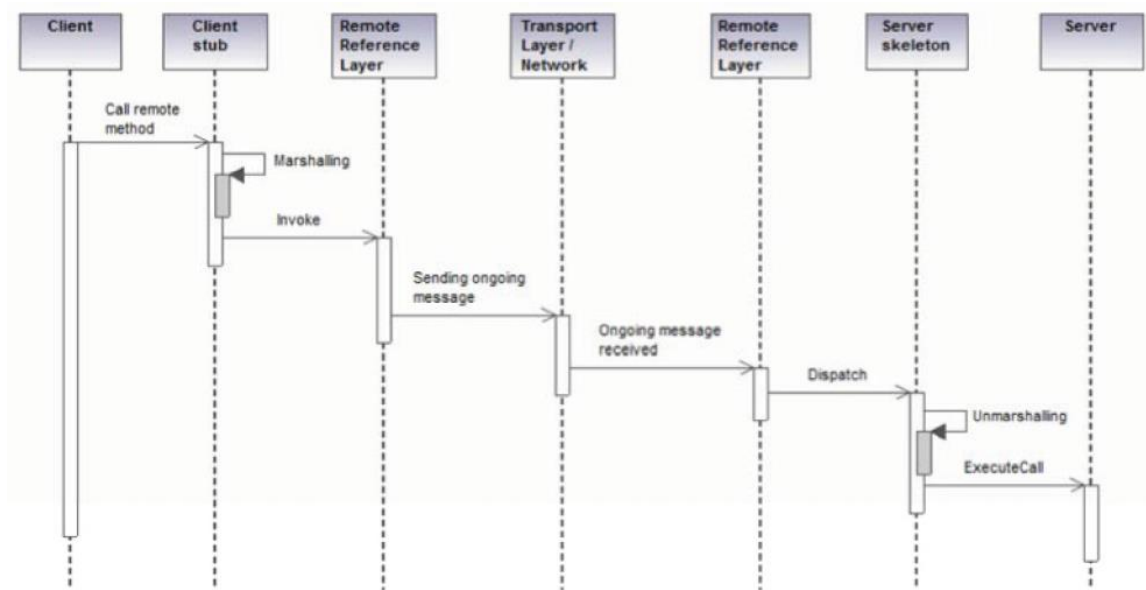 Client
Client
stub
Remote
Reference
Layer
Transport
Layer /
Network
Remote
Reference
Layer
Server
skeleton
Server
Call remote
method
Marshalling
Invoke
Sending ongoing
message
Ongoing message
received
Dispatch
Unmarshalling
ExecuteCall